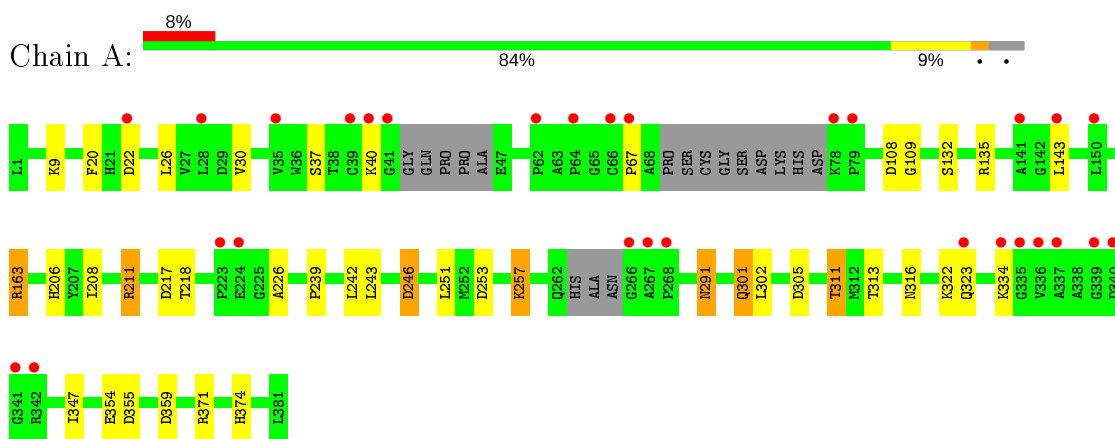 8%
Chain A:
84%
9%
L1 K9 F20 H21 D22 L26 V27 L28 D29 V30 V35 W36 S37 T38 C39 K40 G41 GLY GLN PRO PRO ALA E47 P62 A63 P64 G65 C66 P67 A68 PRO SER CYS GLY SER ASP LYS HIS ASP K78 P79 D108 G109 S132 R135 A141 G142 L143 L150
R163 H206 Y207 I208 R211 D217 T218 P223 E224 G225 A226 P239 L242 L243 D246 L251 M252 D253 K257 Q262 HIS ALA ASN G266 A267 P268 N291 Q301 L302 D305 T311 M312 T313 N316 K322 Q323 K334 G335 V336 A337 A338 G339
G341 R342 I347 E354 D355 D359 R371 H374 L381